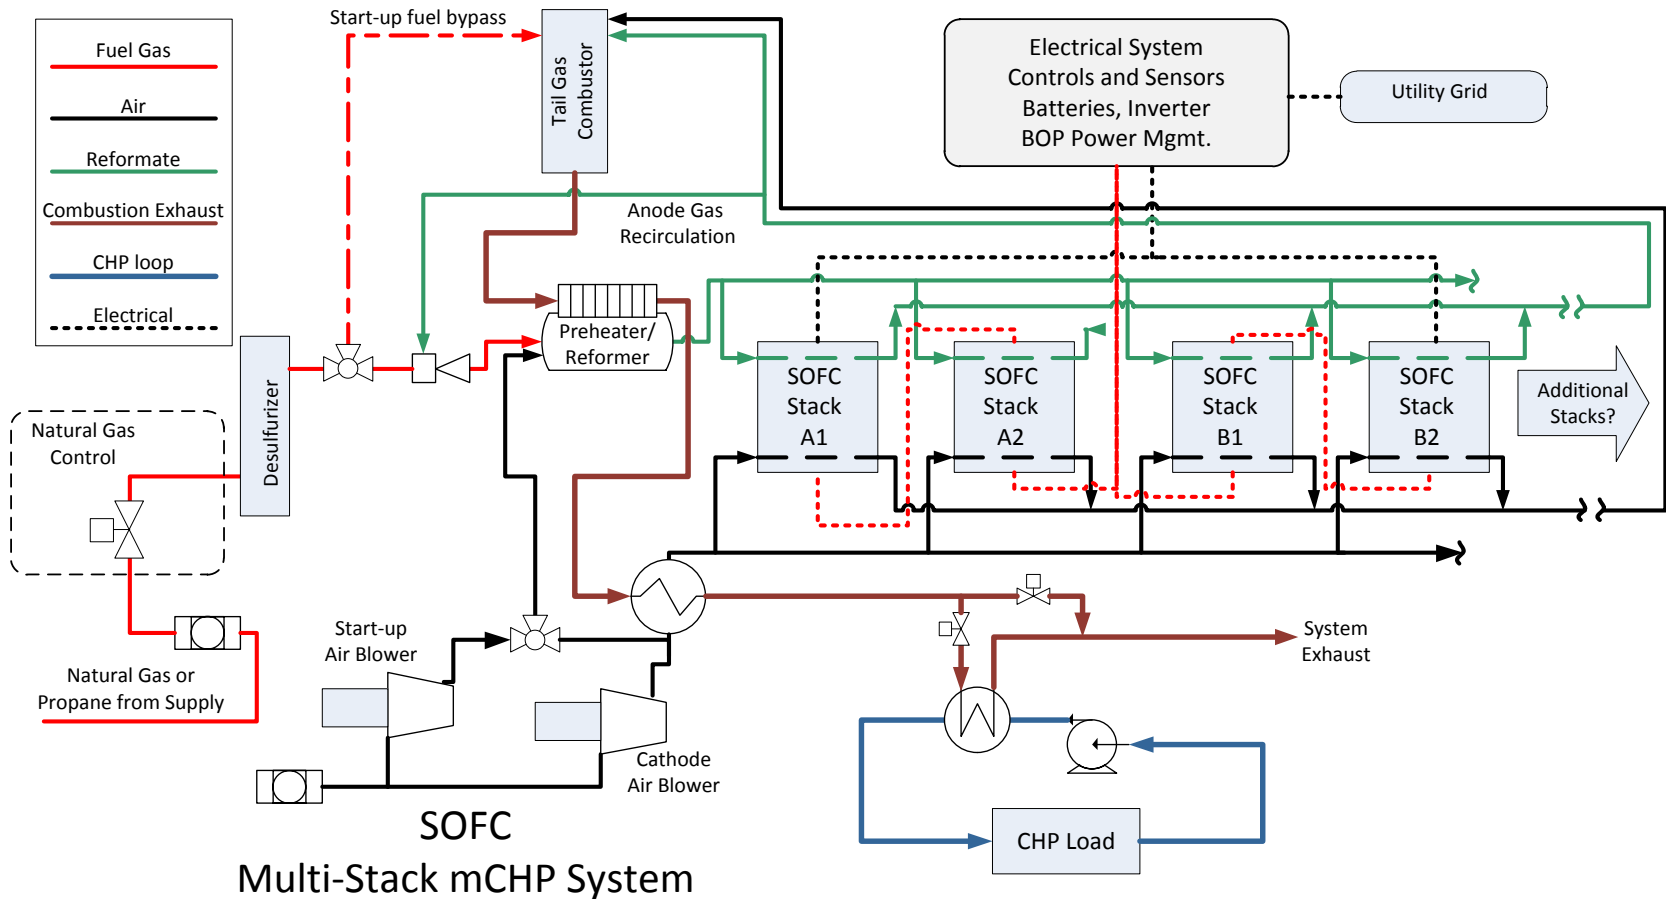 Start-up fuel bypass
Fuel Gas
Air
Reformate
Combustion Exhaust
CHP loop
Electrical
Tail Gas
Combustor
Electrical System
Controls and Sensors
Batteries, Inverter
BOP Power Mgmt.
Utility Grid
Anode Gas
Recirculation
Preheater/
Reformer
Desulfurizer
Natural Gas
Control
SOFC
Stack
A1
SOFC
Stack
A2
SOFC
Stack
B1
SOFC
Stack
B2
Additional
Stacks?
Natural Gas or
Propane from Supply
Start-up
Air Blower
Cathode
Air Blower
System
Exhaust
CHP Load
SOFC
Multi-Stack mCHP System